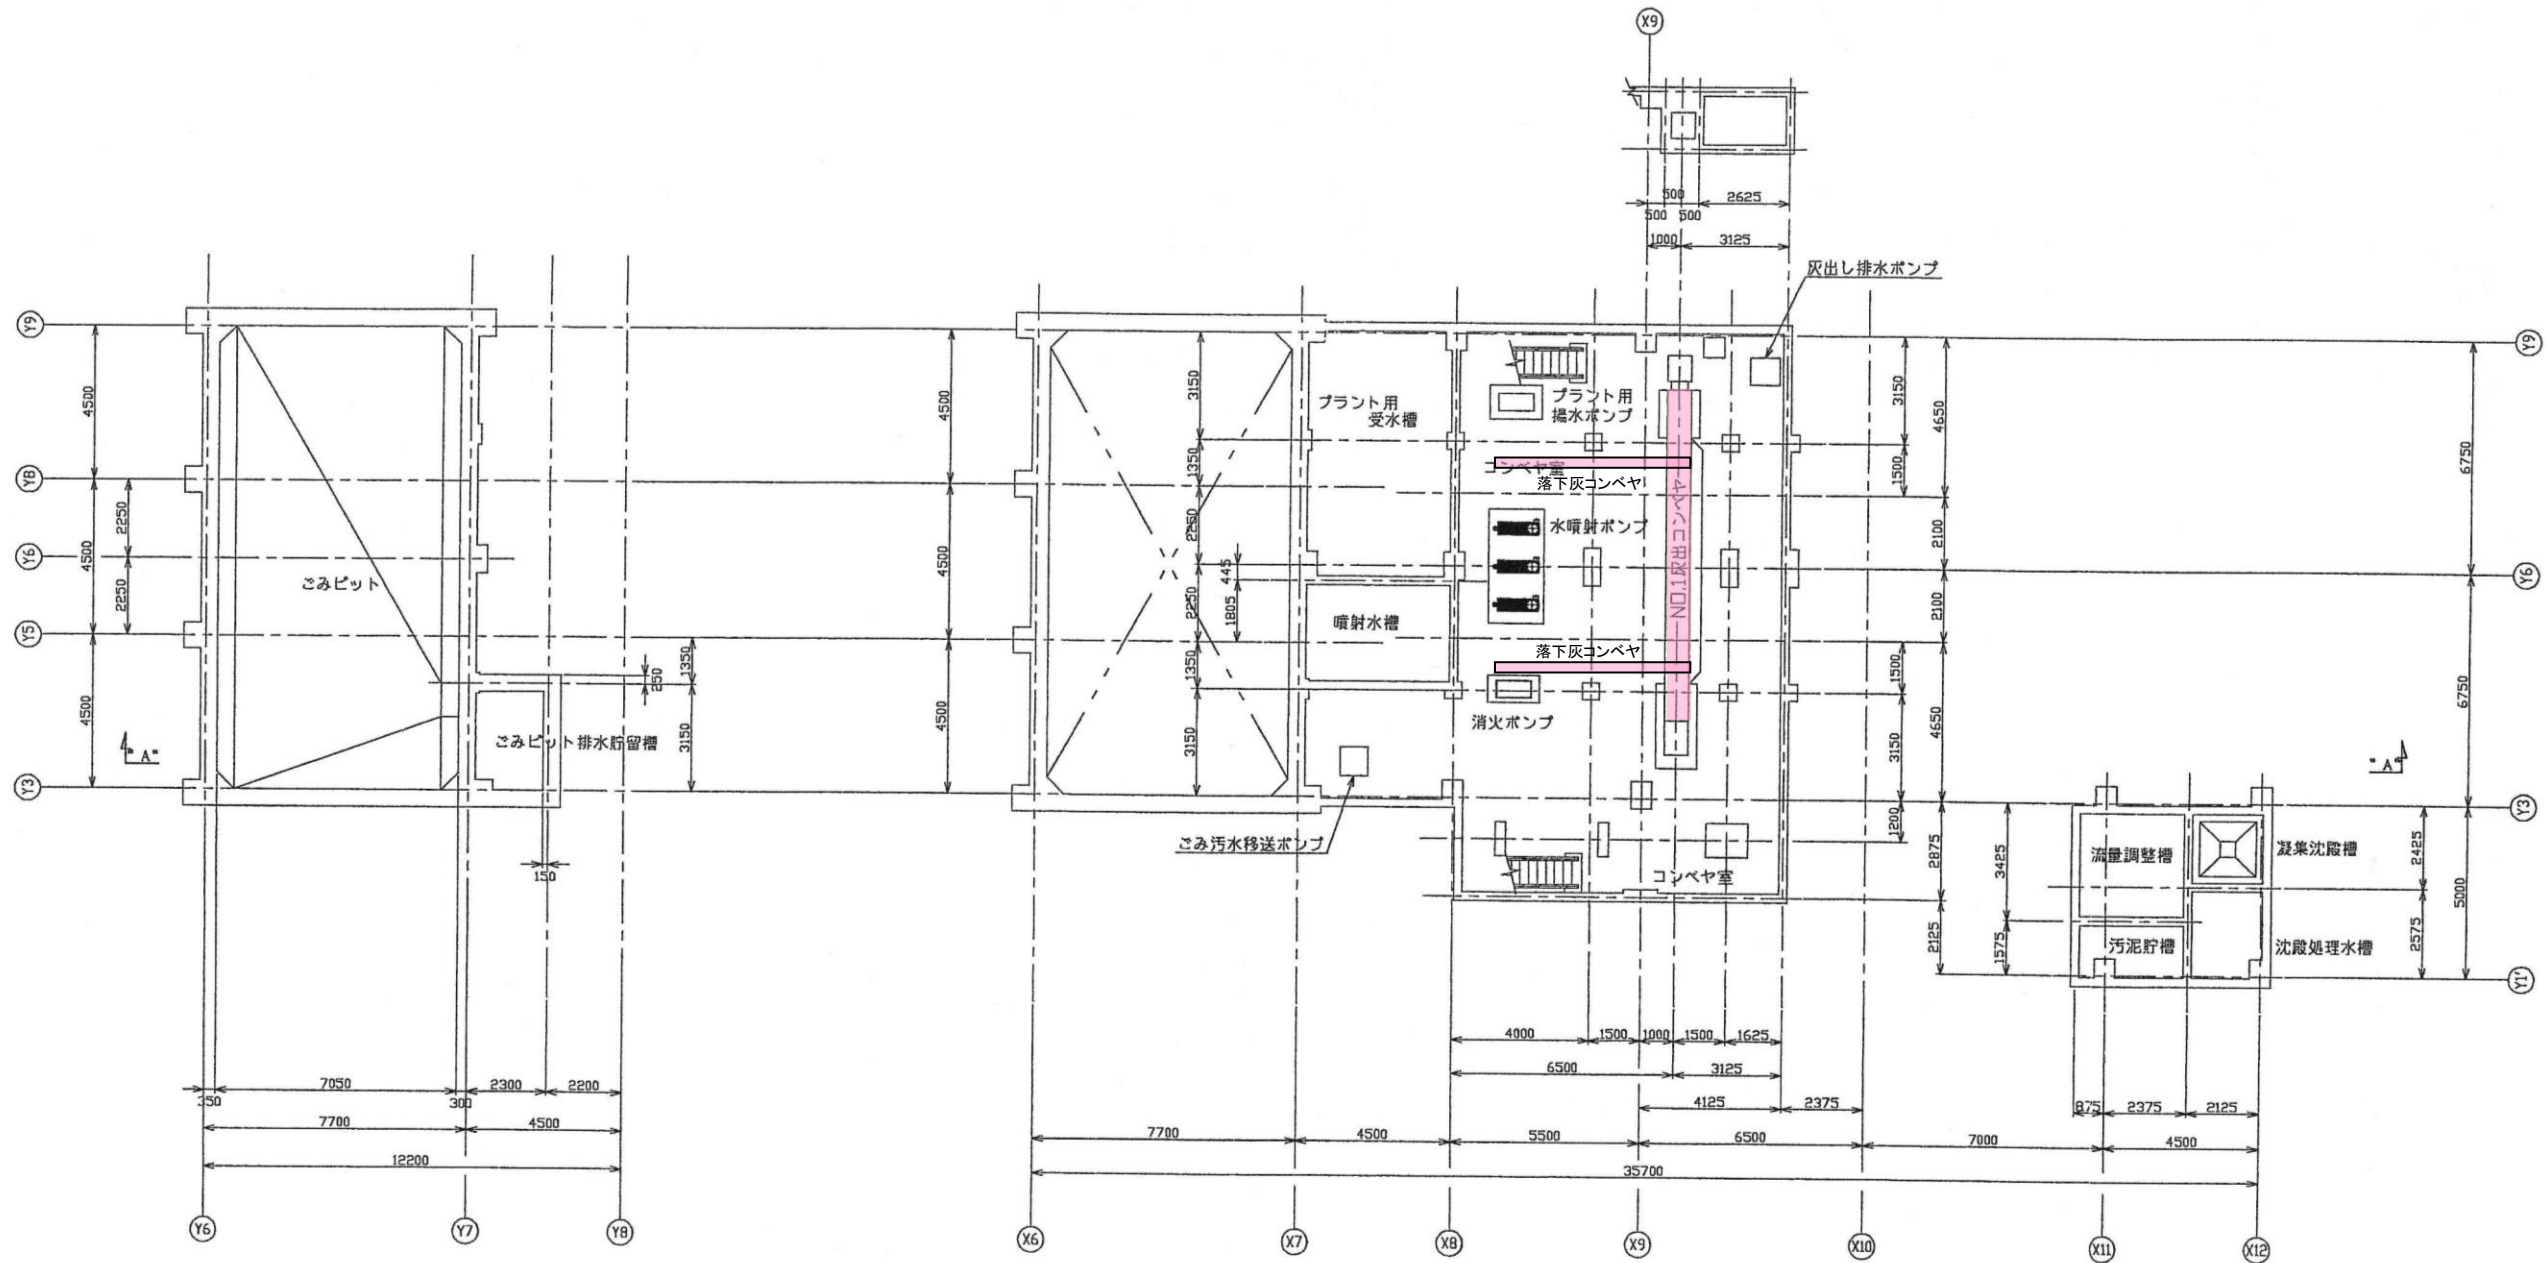 X9
500
500
500
2625
1000
3125
灰出し排水ポンプ
Y9
Y9
4500
4500
3150
3150
4650
6750
プラント用
受水槽
プラント用
揚水ポンプ
1350
1500
Y8
コンベヤ室
落下灰コンベヤ
NO.1灰出コンベヤ
2250
4500
4500
2250
水噴射ポンプ
2100
Y6
Y6
ごみピット
445
2250
2250
1805
2100
噴射水槽
Y5
落下灰コンベヤ
1350
250
1350
1500
6750
4500
4500
4650
消火ポンプ
ごみピット排水貯留槽
3150
3150
3150
"A"
"A"
Y3
Y3
ごみ汚水移送ポンプ
1200
150
2875
コンベヤ室
3425
流量調整槽
凝集沈殿槽
2425
5000
2125
1575
汚泥貯槽
沈殿処理水槽
2575
Y1'
4000
1500
1000
1500
1625
6500
3125
350
7050
300
2300
2200
4125
2375
875
2375
2125
7700
4500
7700
4500
5500
6500
7000
4500
12200
35700
Y6
Y7
Y8
X6
X7
X8
X9
X10
X11
X12